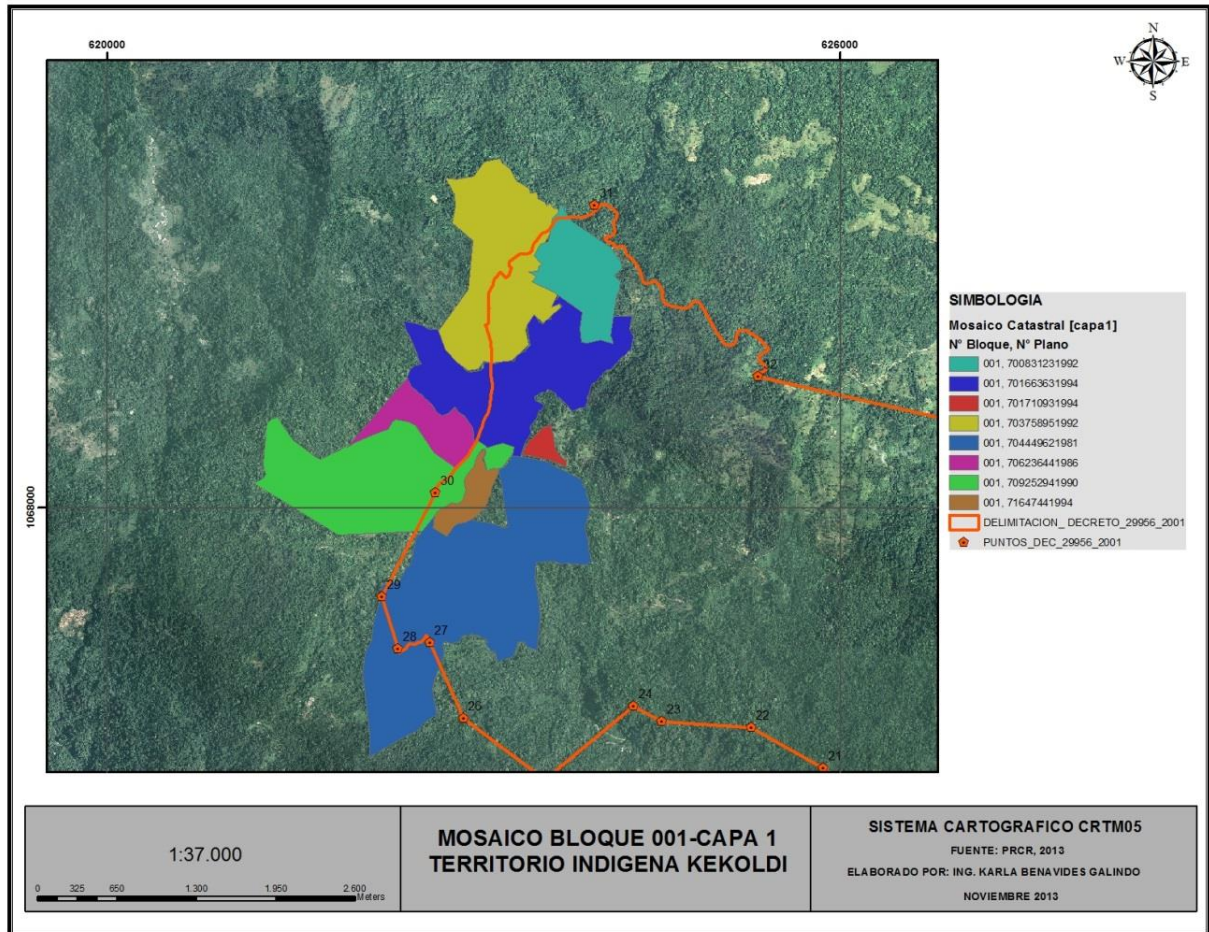 620000
626000
N
W
E
S
1068000
31
32
30
29
28
27
26
24
23
22
21
SIMBOLOGIA
Mosaico Catastral [capa1]
N° Bloque, N° Plano
001, 700831231992
001, 701663631994
001, 701710931994
001, 703758951992
001, 704449621981
001, 706236441986
001, 709252941990
001, 71647441994
DELIMITACION_ DECRETO_29956_2001
PUNTOS_DEC_29956_2001
1:37.000
0 325 650 1.300 1.950 2.600
Meters
MOSAICO BLOQUE 001-CAPA 1
TERRITORIO INDIGENA KEKOLDI
SISTEMA CARTOGRAFICO CRTM05
FUENTE: PRCR, 2013
ELABORADO POR: ING. KARLA BENAVIDES GALINDO
NOVIEMBRE 2013